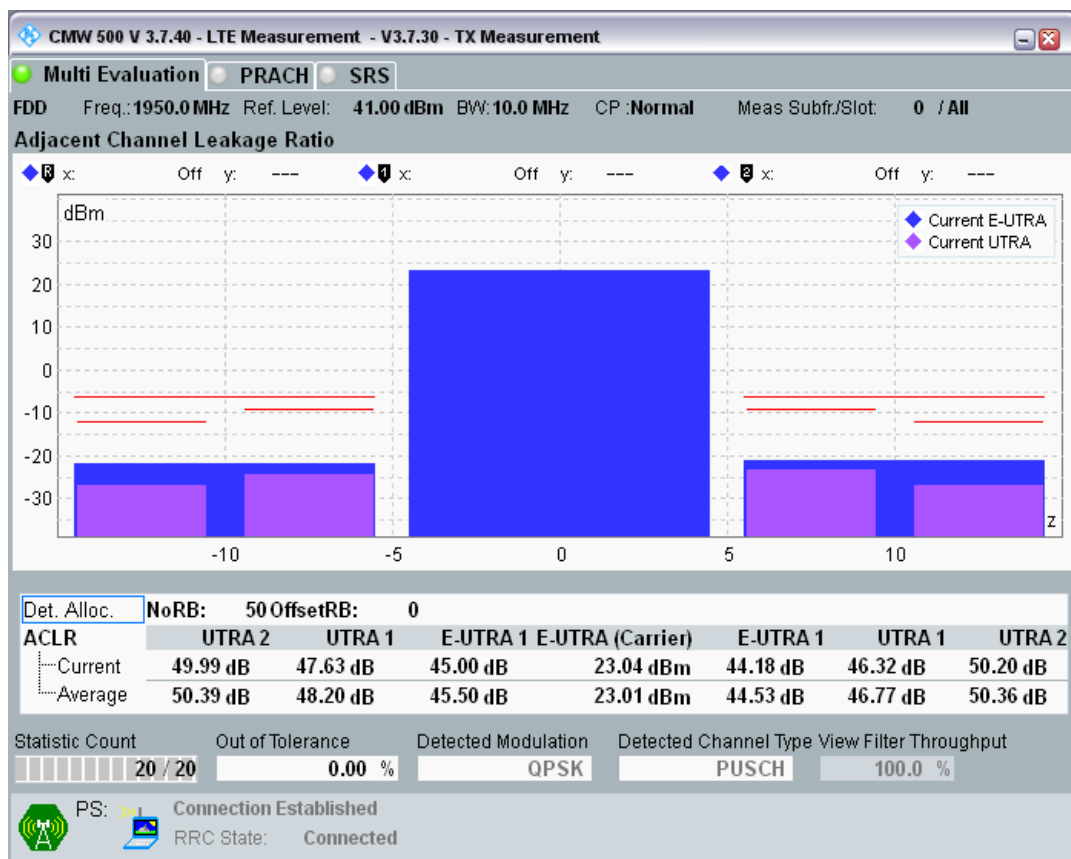 CMW 500 V 3.7.40 - LTE Measurement - V3.7.30 - TX Measurement
Multi Evaluation PRACH SRS
FDD Freq.: 1950.0 MHz Ref. Level: 41.00 dBm BW: 10.0 MHz CP :Normal Meas Subfr./Slot: 0 / All
Adjacent Channel Leakage Ratio
R x: Off y: --- 1 x: Off y: --- 2 x: Off y: ---
dBm
Current E-UTRA
Current UTRA
30
20
10
0
-10
-20
-30
z
-10 -5 0 5 10
Det. Alloc. NoRB: 50 OffsetRB: 0
ACLR UTRA 2 UTRA 1 E-UTRA 1 E-UTRA (Carrier) E-UTRA 1 UTRA 1 UTRA 2
Current 49.99 dB 47.63 dB 45.00 dB 23.04 dBm 44.18 dB 46.32 dB 50.20 dB
Average 50.39 dB 48.20 dB 45.50 dB 23.01 dBm 44.53 dB 46.77 dB 50.36 dB
Statistic Count Out of Tolerance Detected Modulation Detected Channel Type View Filter Throughput
20 / 20 0.00 % QPSK PUSCH 100.0 %
PS: Connection Established
RRC State: Connected